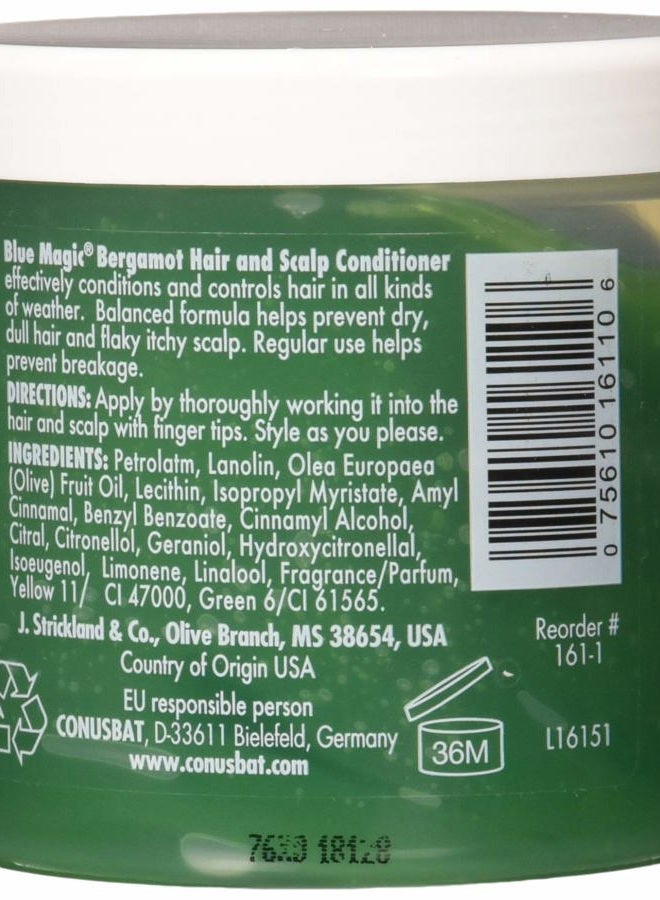 Blue Magic® Bergamot Hair and Scalp Conditioner
effectively conditions and controls hair in all kinds
of weather. Balanced formula helps prevent dry,
dull hair and flaky itchy scalp. Regular use helps
prevent breakage.
DIRECTIONS: Apply by thoroughly working it into the
hair and scalp with finger tips. Style as you please.
INGREDIENTS: Petrolatm, Lanolin, Olea Europaea
(Olive) Fruit Oil, Lecithin, Isopropyl Myristate, Amyl
Cinnamal, Benzyl Benzoate, Cinnamyl Alcohol,
Citral, Citronellol, Geraniol, Hydroxycitronellal,
Isoeugenol, Limonene, Linalool, Fragrance/Parfum,
Yellow 11/ CI 47000, Green 6/CI 61565.
J. Strickland & Co., Olive Branch, MS 38654, USA
Country of Origin USA
EU responsible person
CONUSBAT, D-33611 Bielefeld, Germany
www.conusbat.com
36M
0 75610 16110 6
Reorder #
161-1
L16151